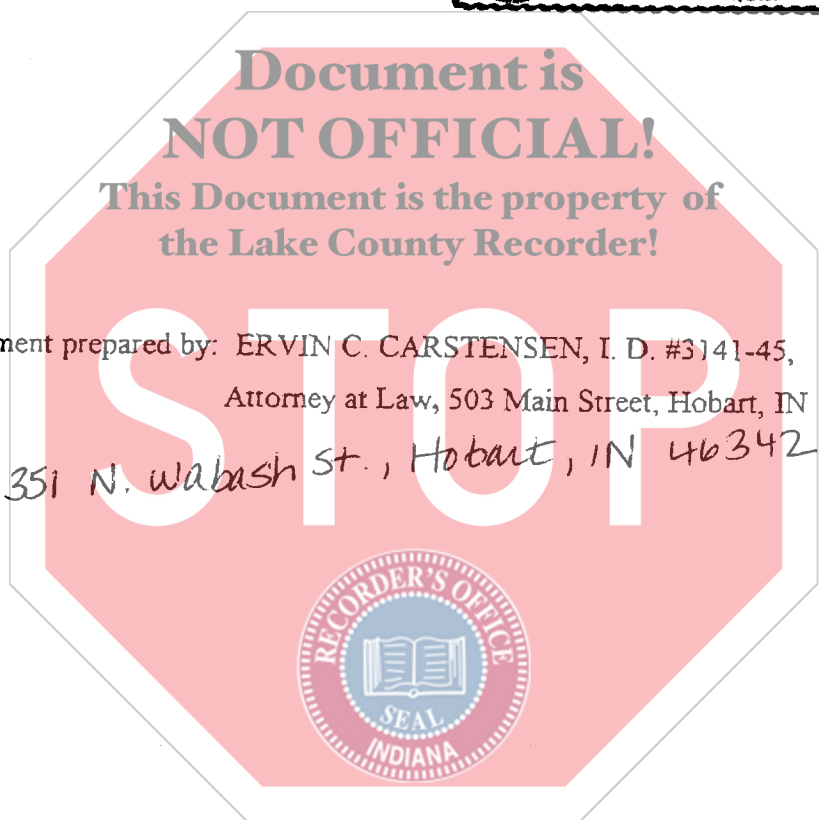 Document is
NOT OFFICIAL!
This Document is the property of
the Lake County Recorder!
STOP
ment prepared by: ERVIN C. CARSTENSEN, I. D. #3141-45,
Attorney at Law, 503 Main Street, Hobart, IN
351 N. Wabash St., Hobart, IN 46342
RECORDER'S OFFICE
SEAL
INDIANA